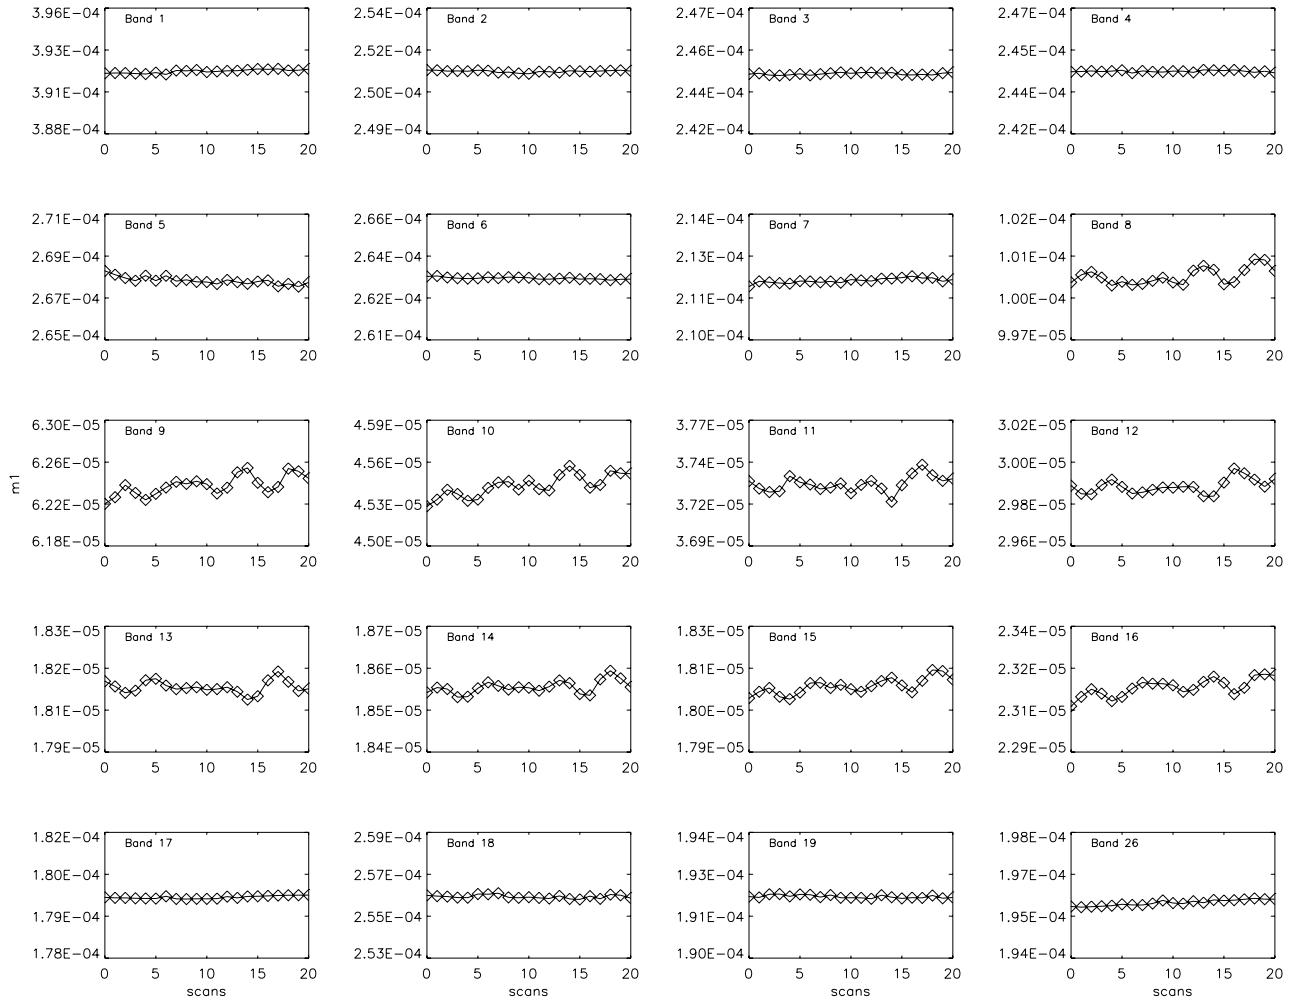 3.96E−04 Band 1 2.54E−04 Band 2 2.47E−04 Band 3 2.47E−04 Band 4
3.93E−04 2.51E−04 2.46E−04 2.45E−04
3.91E−04 2.50E−04 2.44E−04 2.44E−04
3.88E−04 2.49E−04 2.42E−04 2.42E−04
0 5 10 15 20 0 5 10 15 20 0 5 10 15 20 0 5 10 15 20
2.71E−04 Band 5 2.66E−04 Band 6 2.14E−04 Band 7 1.02E−04 Band 8
2.69E−04 2.63E−04 2.13E−04 1.01E−04
2.67E−04 2.62E−04 2.11E−04 1.00E−04
2.65E−04 2.61E−04 2.10E−04 9.97E−05
0 5 10 15 20 0 5 10 15 20 0 5 10 15 20 0 5 10 15 20
6.30E−05 Band 9 4.59E−05 Band 10 3.77E−05 Band 11 3.02E−05 Band 12
6.26E−05 4.56E−05 3.74E−05 3.00E−05
m1
6.22E−05 4.53E−05 3.72E−05 2.98E−05
6.18E−05 4.50E−05 3.69E−05 2.96E−05
0 5 10 15 20 0 5 10 15 20 0 5 10 15 20 0 5 10 15 20
1.83E−05 Band 13 1.87E−05 Band 14 1.83E−05 Band 15 2.34E−05 Band 16
1.82E−05 1.86E−05 1.81E−05 2.32E−05
1.81E−05 1.85E−05 1.80E−05 2.31E−05
1.79E−05 1.84E−05 1.79E−05 2.29E−05
0 5 10 15 20 0 5 10 15 20 0 5 10 15 20 0 5 10 15 20
1.82E−04 Band 17 2.59E−04 Band 18 1.94E−04 Band 19 1.98E−04 Band 26
1.80E−04 2.57E−04 1.93E−04 1.97E−04
1.79E−04 2.55E−04 1.91E−04 1.95E−04
1.78E−04 2.53E−04 1.90E−04 1.94E−04
0 5 10 15 20 0 5 10 15 20 0 5 10 15 20 0 5 10 15 20
scans scans scans scans